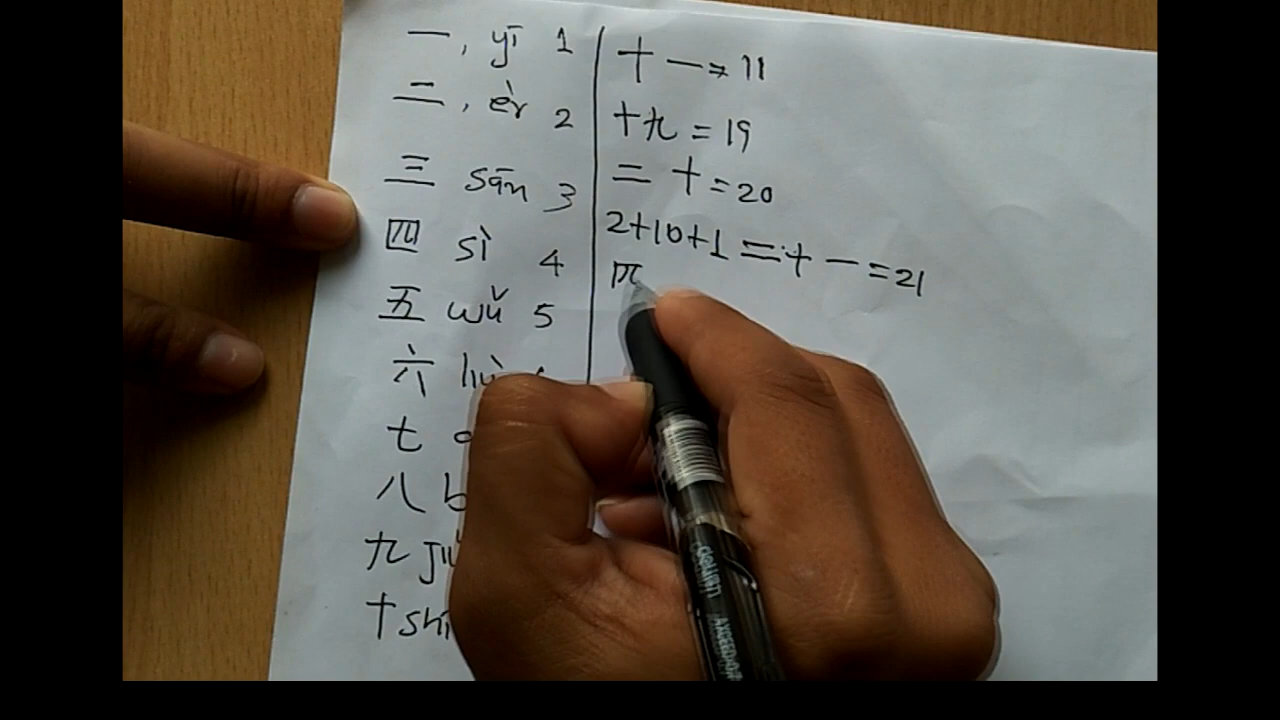 一, yī 1
二, èr 2
三 sān 3
四 sì 4
五 wǔ 5
六
七
八
九
十
十一=11
十九=19
二十=20
2+10+1 二十一=21
四